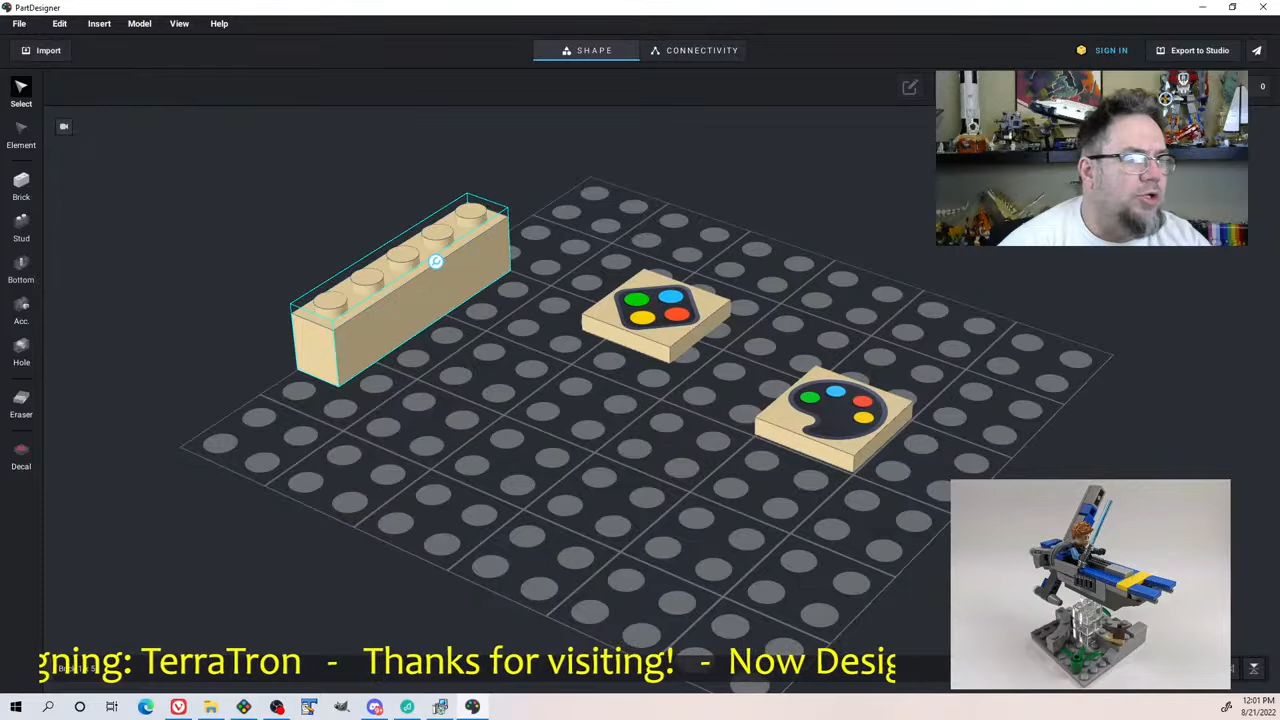 PartDesigner
File Edit Insert Model View Help
Import
SHAPE CONNECTIVITY
SIGN IN
Export to Studio
Select
0
Element
Brick
Stud
Bottom
Acc.
Hole
Eraser
Decal
gning: TerraTron - Thanks for visiting! - Now Desig
12:01 PM
8/21/2022